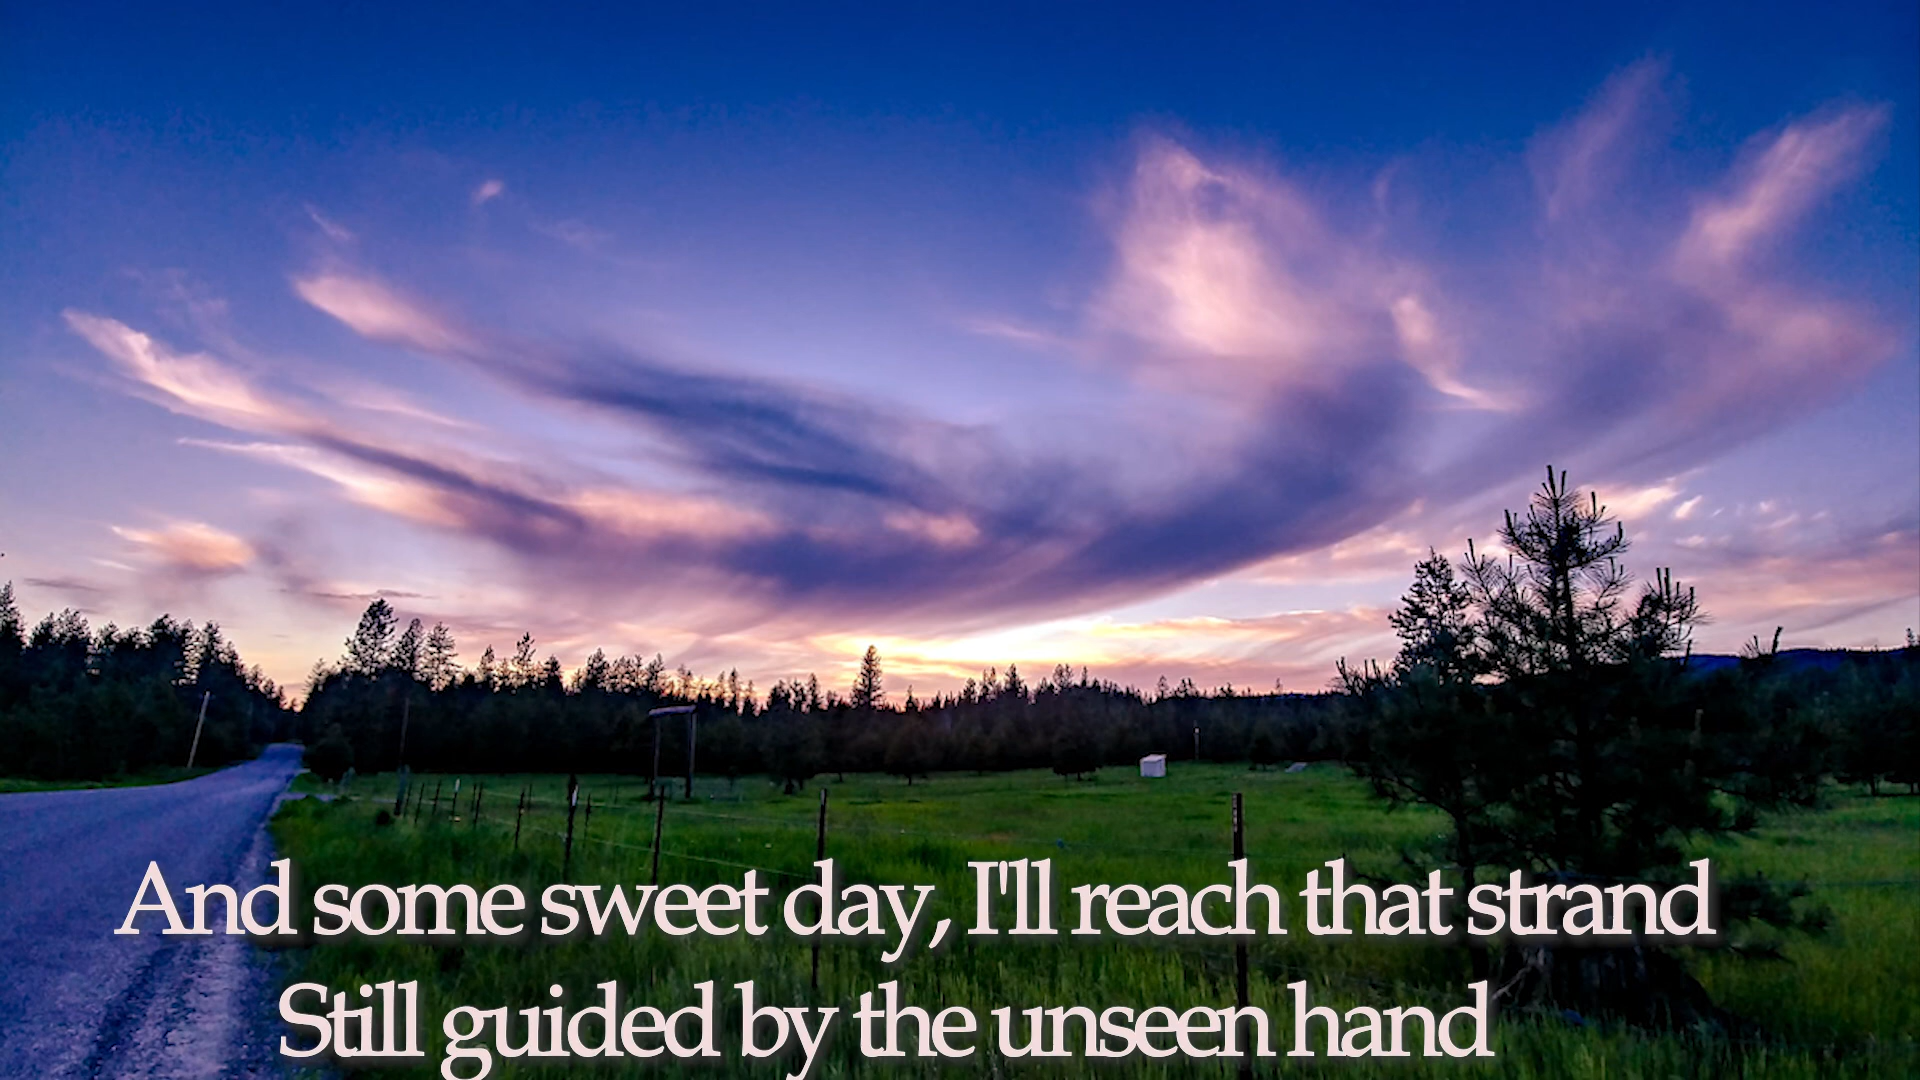 And some sweet day, I'll reach that strand
Still guided by the unseen hand